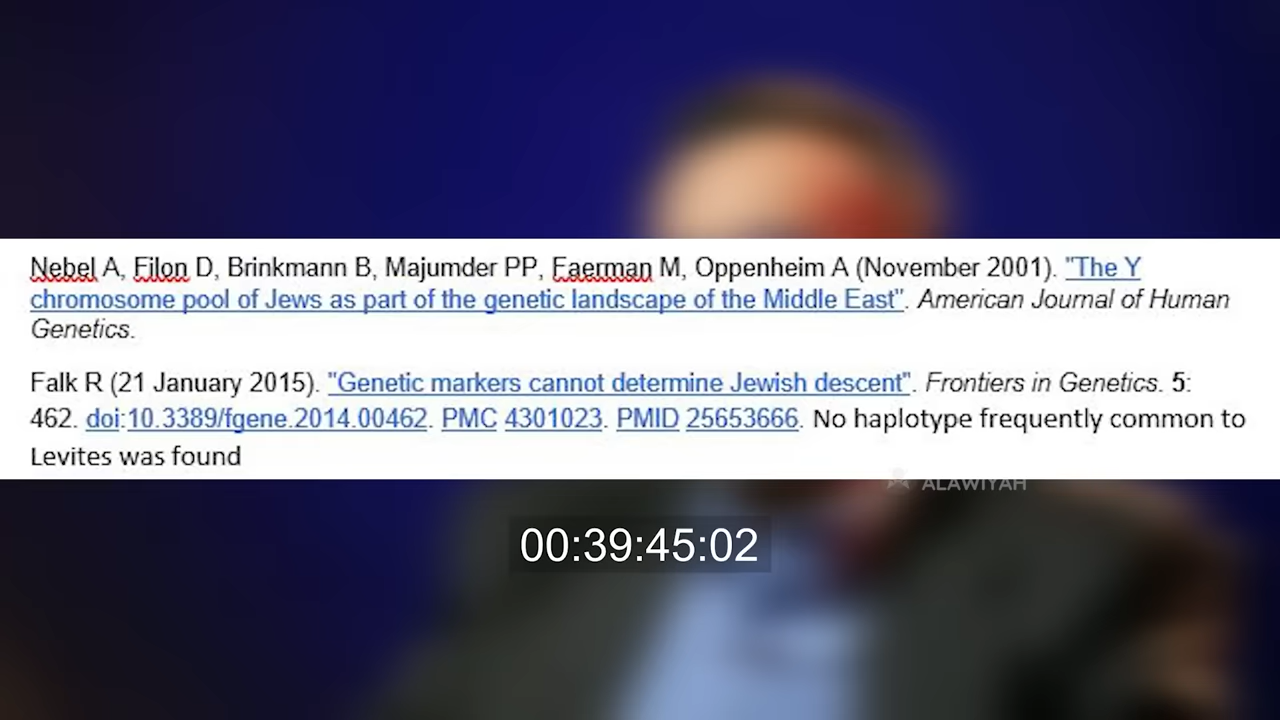 Nebel A, Filon D, Brinkmann B, Majumder PP, Faerman M, Oppenheim A (November 2001). "The Y
chromosome pool of Jews as part of the genetic landscape of the Middle East". American Journal of Human
Genetics.
Falk R (21 January 2015). "Genetic markers cannot determine Jewish descent". Frontiers in Genetics. 5:
462. doi:10.3389/fgene.2014.00462. PMC 4301023. PMID 25653666. No haplotype frequently common to
Levites was found
ALAWIYAH
00:39:45:02